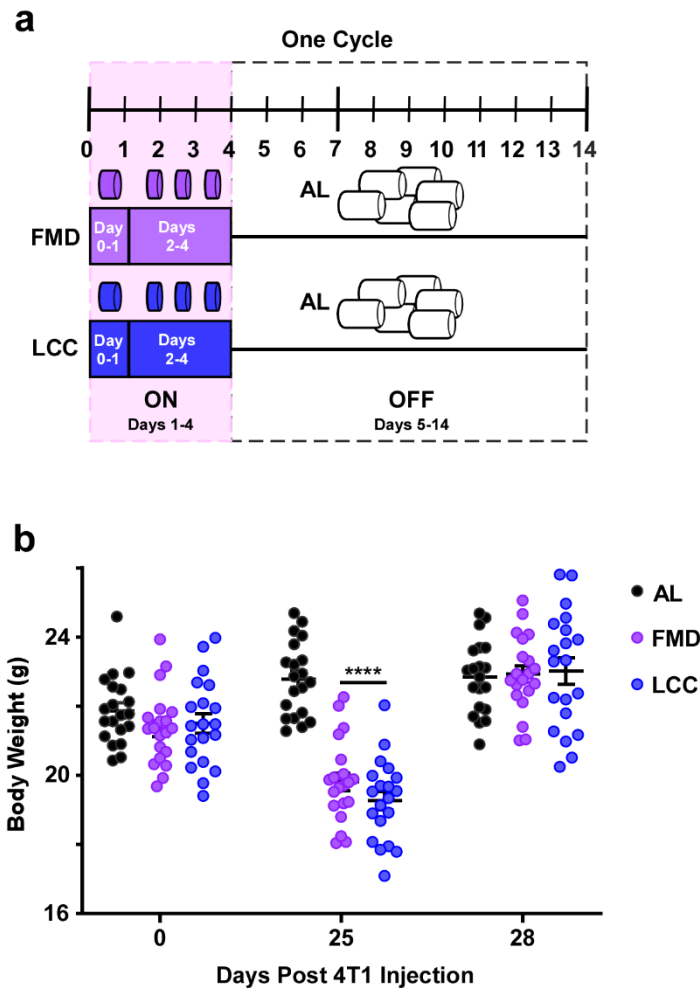 a
One Cycle
0 1 2 3 4 5 6 7 8 9 10 11 12 13 14
AL
FMD
Day
0-1
Days
2-4
AL
LCC
Day
0-1
Days
2-4
ON
Days 1-4
OFF
Days 5-14
b
Body Weight (g)
24
20
16
****
AL
FMD
LCC
0 25 28
Days Post 4T1 Injection